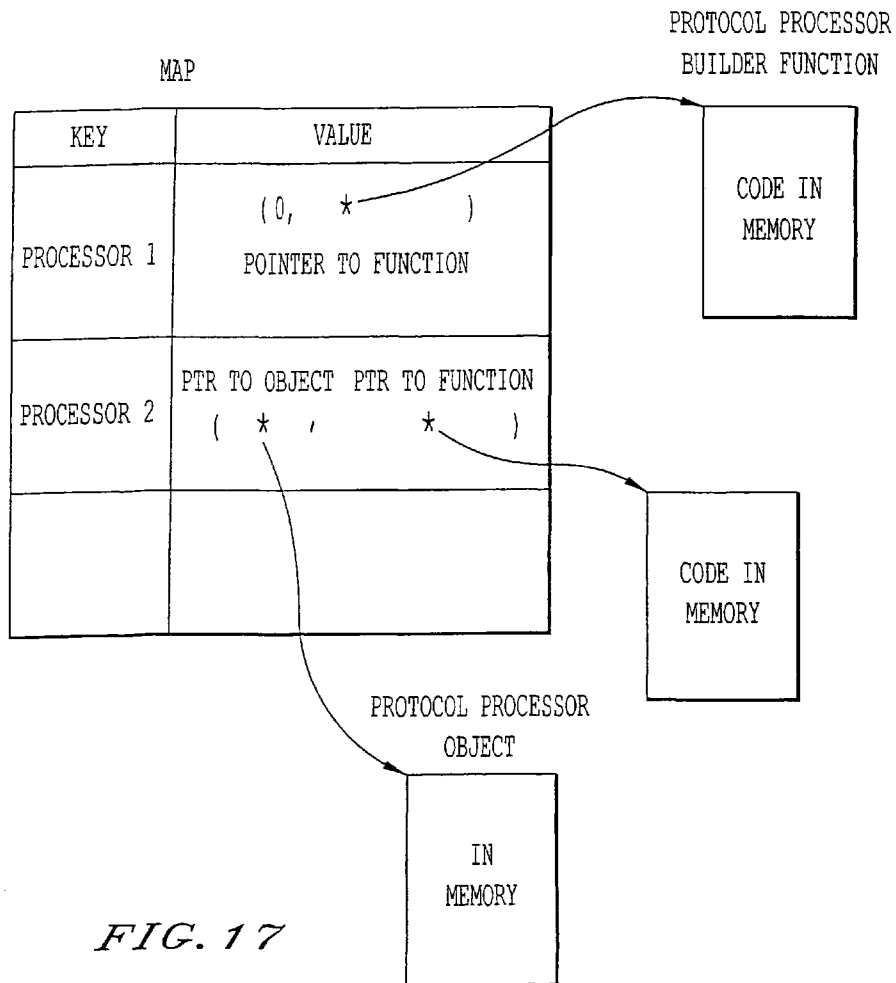 PROTOCOL PROCESSOR
BUILDER FUNCTION
MAP
KEY VALUE
CODE IN
MEMORY
PROCESSOR 1
(0, * )
POINTER TO FUNCTION
PROCESSOR 2
PTR TO OBJECT PTR TO FUNCTION
( * , * )
CODE IN
MEMORY
PROTOCOL PROCESSOR
OBJECT
IN
MEMORY
FIG. 17